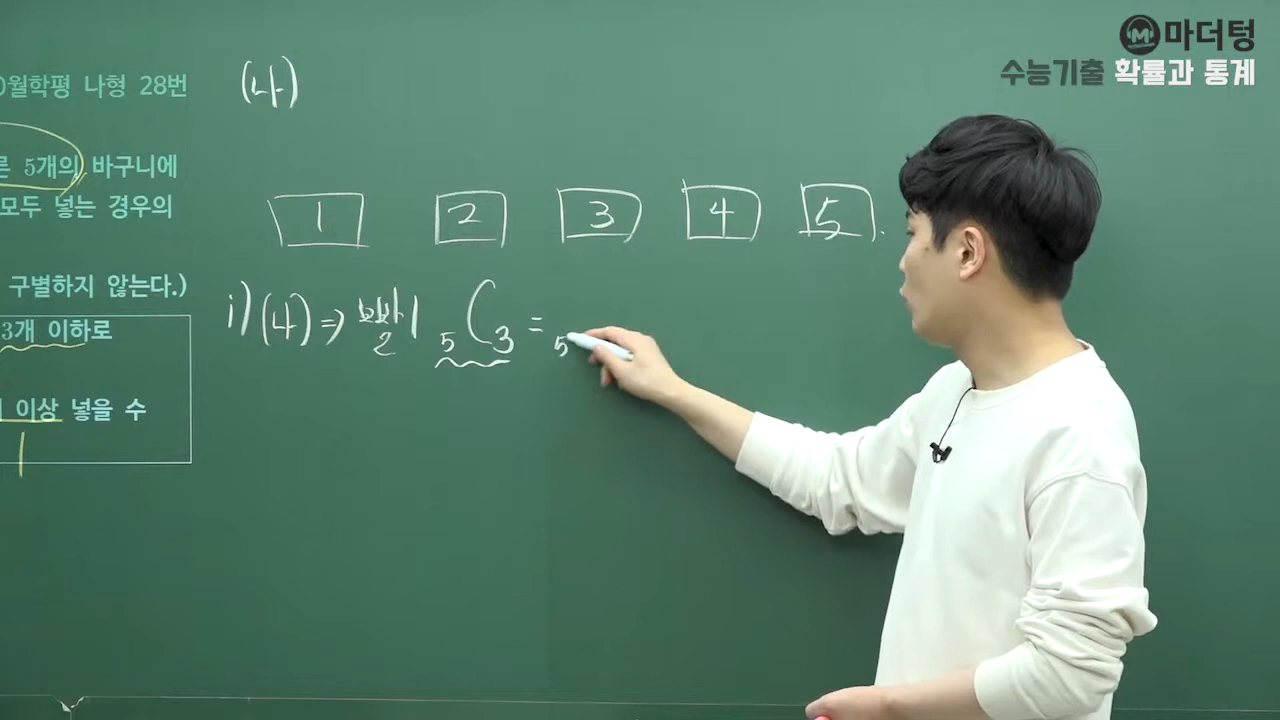 마더텅
수능기출 확률과 통계
0월학평 나형 28번
른 5개의 바구니에
모두 넣는 경우의
구별하지 않는다.)
3개 이하로
이상 넣을 수
(나)
1 2 3 4 5
i) (나) ⇒ 빨 | 5C3 = 5